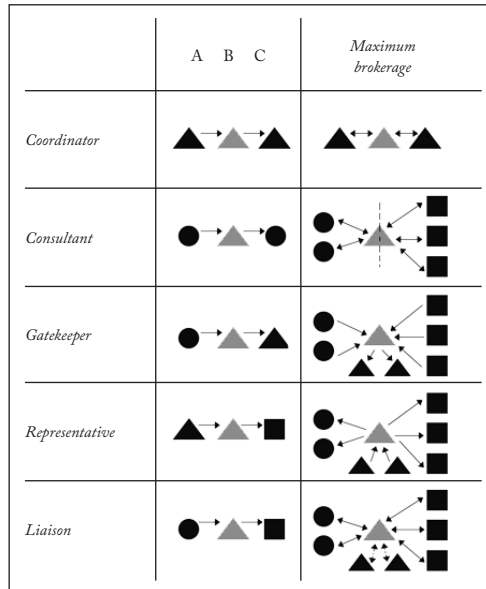 A B C
Maximum
brokerage
Coordinator
Consultant
Gatekeeper
Representative
Liaison